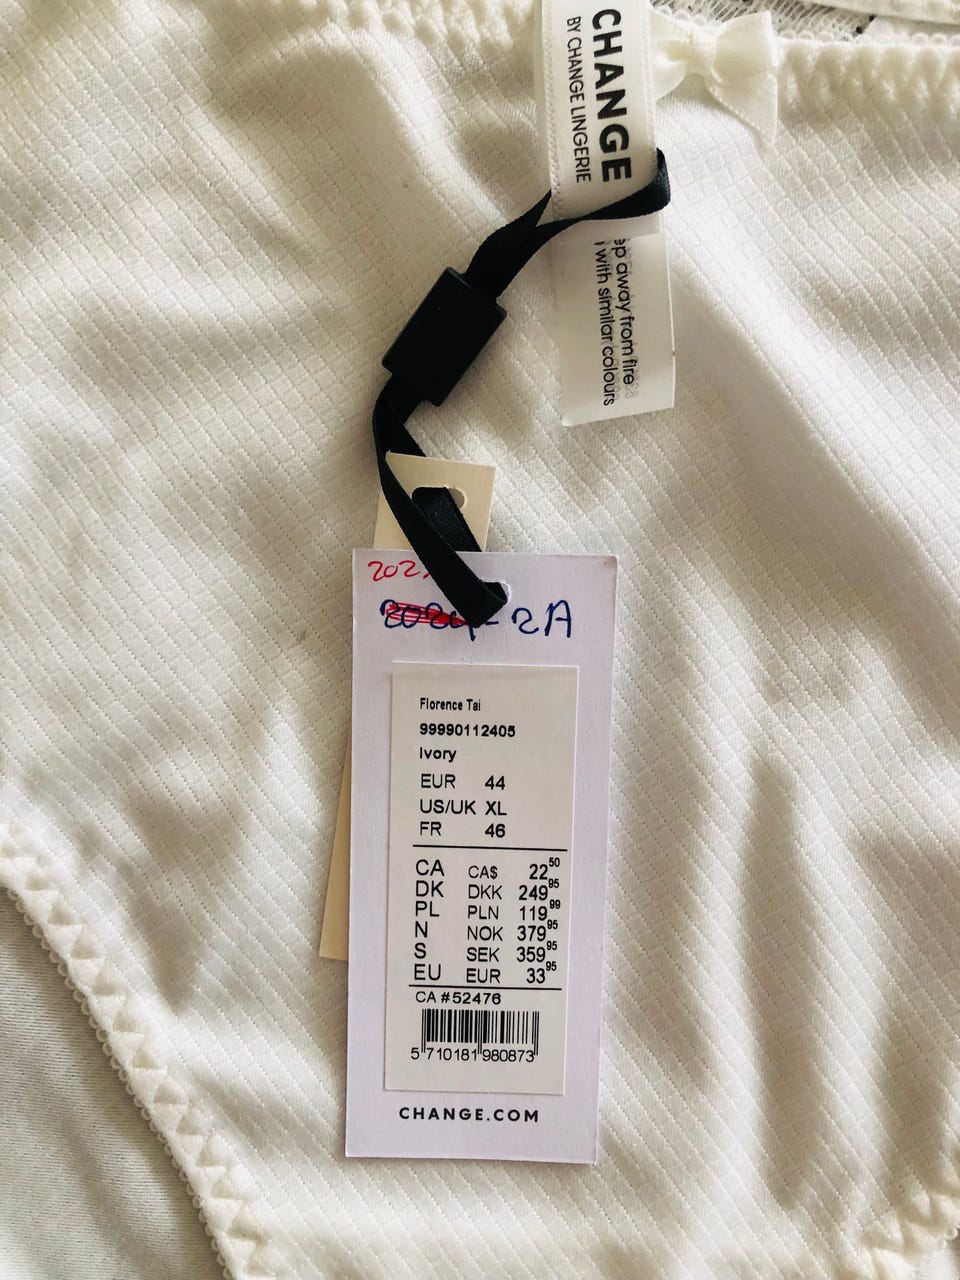 CHANGE
BY CHANGE LINGERIE
away from fire
with similar colours
2024-2A
Florence Tai
99990112405
Ivory
EUR 44
US/UK XL
FR 46
CA CA$ 22 50
DK DKK 249 95
PL PLN 119 99
N NOK 379 95
S SEK 359 95
EU EUR 33 95
CA #52476
5 710181 980873
CHANGE.COM